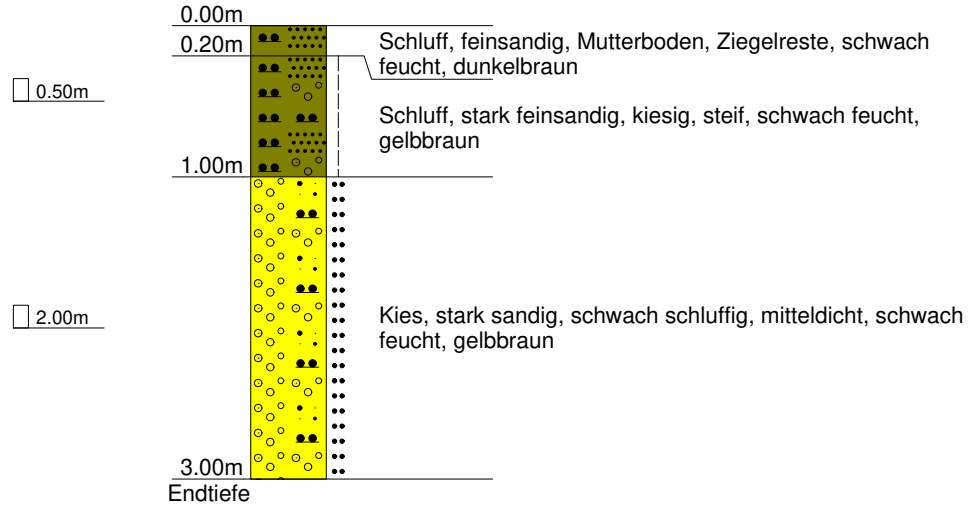 0.00m
0.20m
Schluff, feinsandig, Mutterboden, Ziegelreste, schwach
feucht, dunkelbraun
0.50m
Schluff, stark feinsandig, kiesig, steif, schwach feucht,
gelbbraun
1.00m
2.00m
Kies, stark sandig, schwach schluffig, mitteldicht, schwach
feucht, gelbbraun
3.00m
Endtiefe